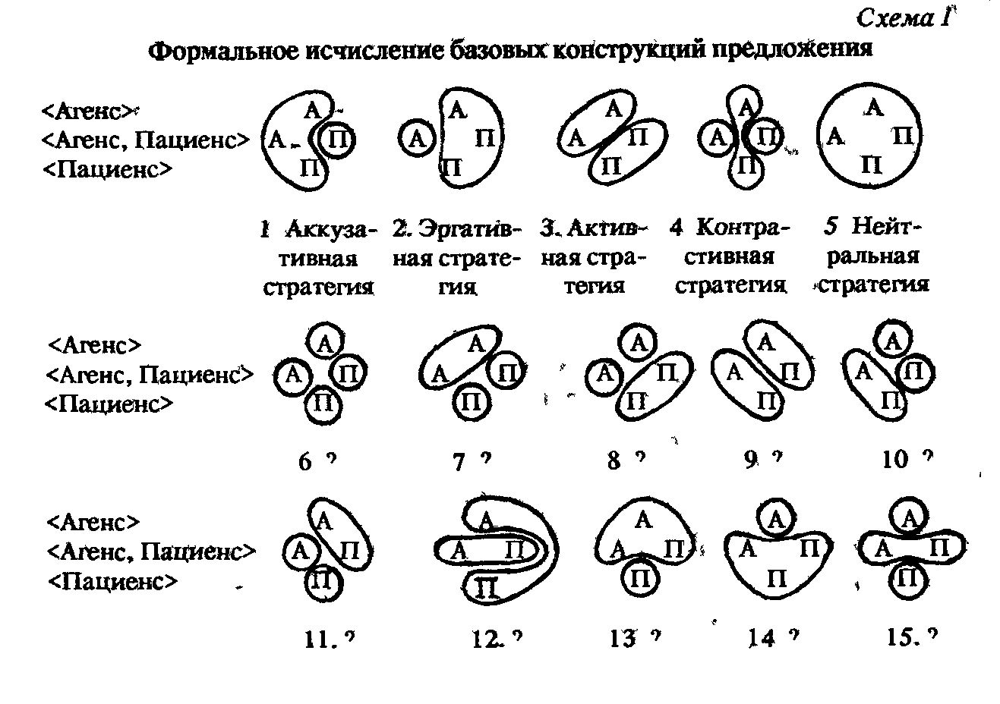 Схема 1
Формальное исчисление базовых конструкций предложения
<Агенс> А А А А А
<Агенс, Пациенс> А П А П А П А П А П
<Пациенс> П П П П П
1 Аккуза- 2. Эргатив- 3. Актив- 4 Контра- 5 Нейт-
тивная ная страте- ная стра- стивная ральная
стратегия гия тегия стратегия стратегия
<Агенс> А А А А А
<Агенс, Пациенс> А П А П А П А П А П
<Пациенс> П П П П П
6 ? 7 ? 8 ? 9 ? 10 ?
<Агенс> А А А А А
<Агенс, Пациенс> А П А П А П А П А П
<Пациенс> П П П П П
11. ? 12. ? 13 ? 14 ? 15. ?